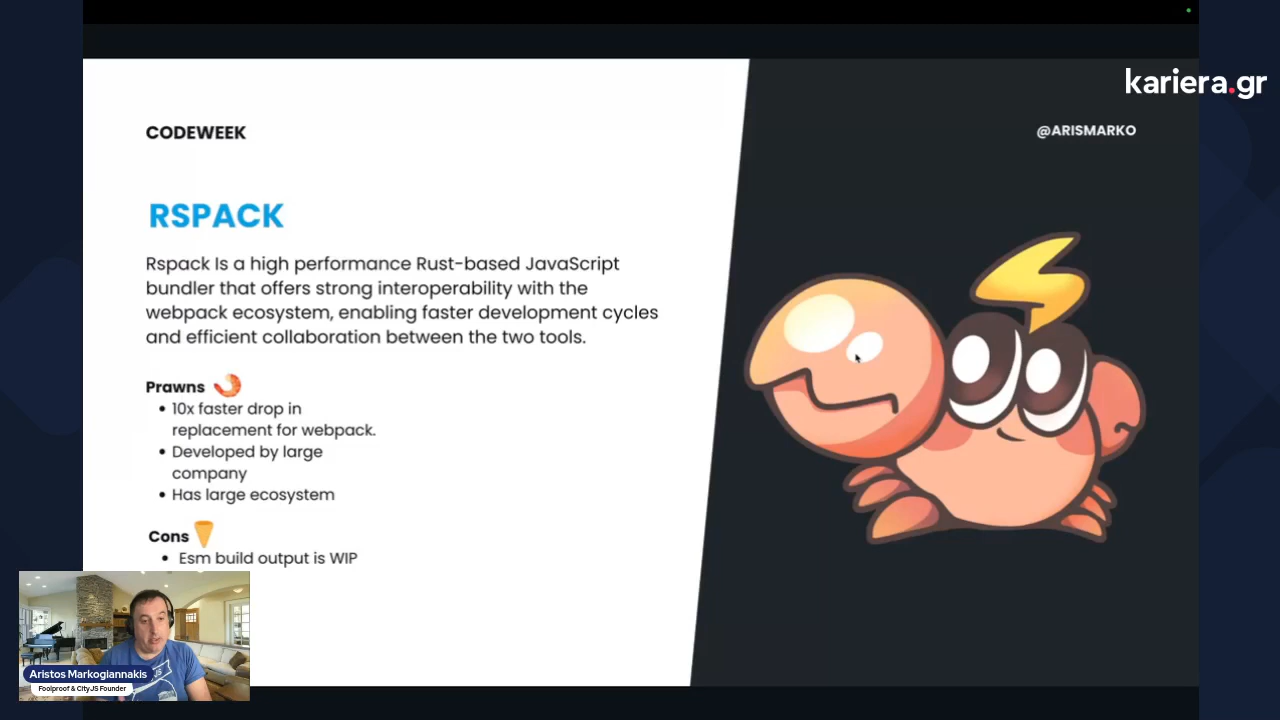 kariera.gr
CODEWEEK
@ARISMARKO
RSPACK
Rspack Is a high performance Rust-based JavaScript
bundler that offers strong interoperability with the
webpack ecosystem, enabling faster development cycles
and efficient collaboration between the two tools.
Prawns
10x faster drop in
replacement for webpack.
Developed by large
company
Has large ecosystem
Cons
Esm build output is WIP
JS
Aristos Markogiannakis
Foolproof & CityJS Founder